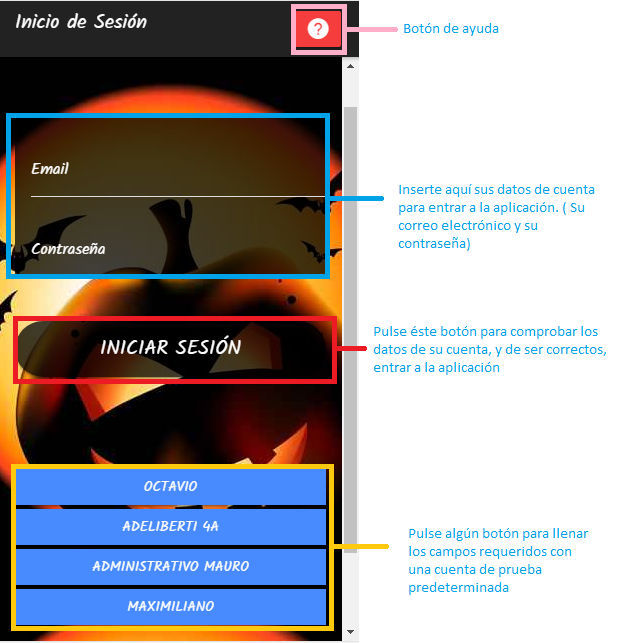 Inicio de Sesión
?
Botón de ayuda
Email
Inserte aquí sus datos de cuenta
para entrar a la aplicación. ( Su
correo electrónico y su
contraseña)
Contraseña
INICIAR SESIÓN
Pulse éste botón para comprobar los
datos de su cuenta, y de ser correctos,
entrar a la aplicación
OCTAVIO
ADELIBERTI 4A
ADMINISTRATIVO MAURO
MAXIMILIANO
Pulse algún botón para llenar
los campos requeridos con
una cuenta de prueba
predeterminada